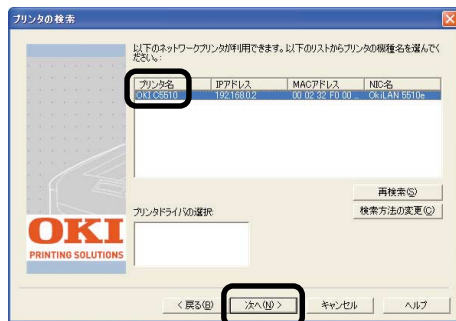 プリンタの検索
以下のネットワークプリンタが利用できます。以下のリストからプリンタの機種名を選んでく
ださい。:
プリンタ名 IPアドレス MACアドレス NIC名
OKI C5510 192.168.0.2 00 02 32 F0 00 ... OkiLAN 5510e
再検索(S)
プリンタドライバの選択: 検索方法の変更(C)
OKI
PRINTING SOLUTIONS
< 戻る(B) 次へ(N) > キャンセル ヘルプ